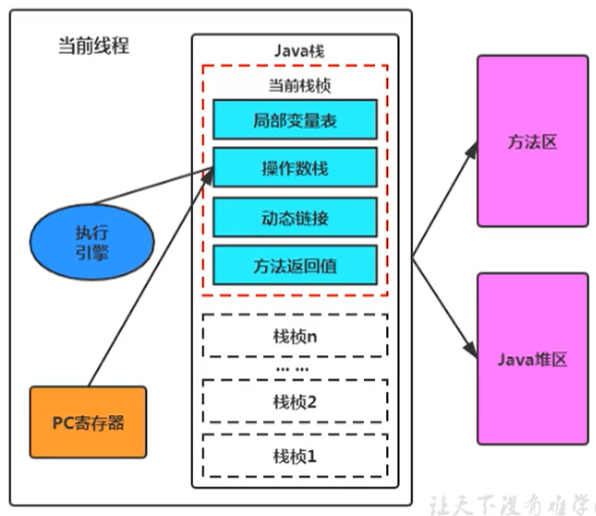 当前线程
Java栈
当前栈桢
局部变量表
操作数栈
动态链接
方法返回值
执行
引擎
PC寄存器
栈桢n
... ...
栈桢2
栈桢1
方法区
Java堆区
让天下没有难学